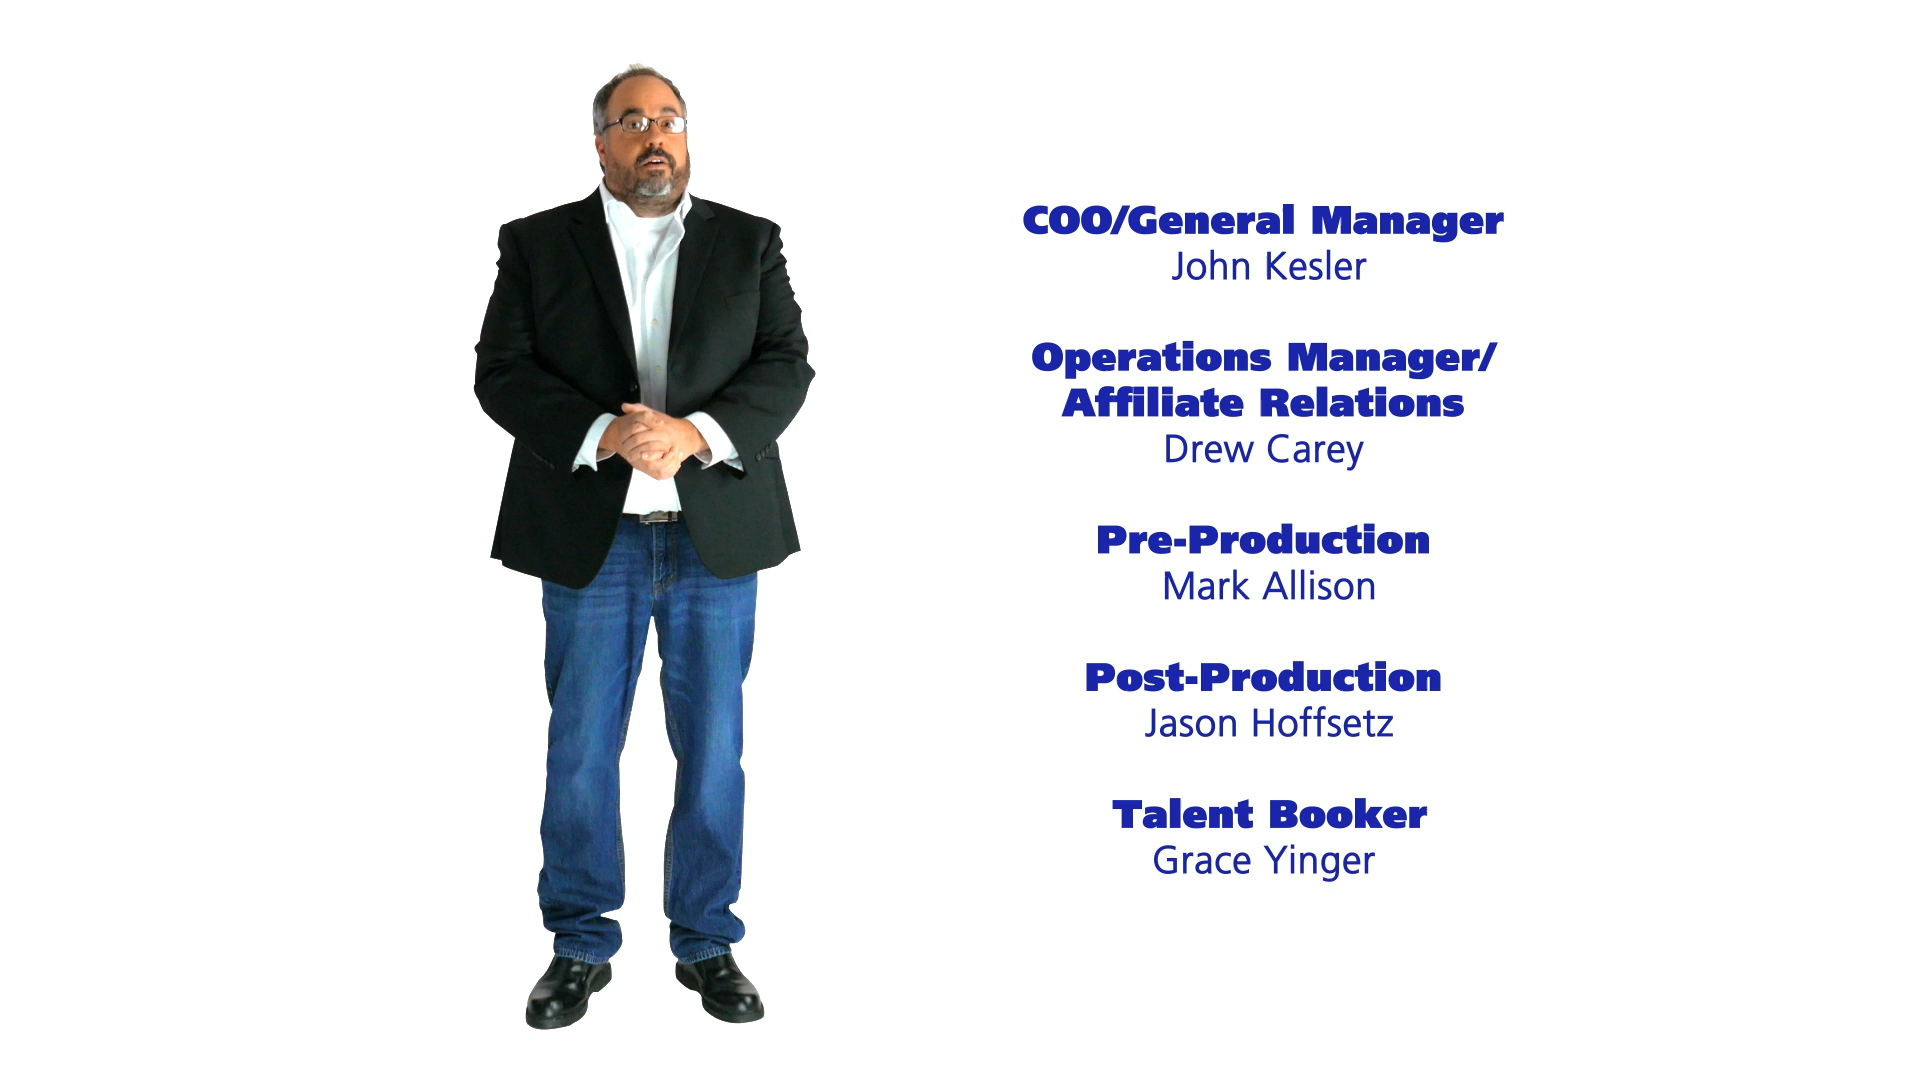 COO/General Manager
John Kesler
Operations Manager/
Affiliate Relations
Drew Carey
Pre-Production
Mark Allison
Post-Production
Jason Hoffsetz
Talent Booker
Grace Yinger